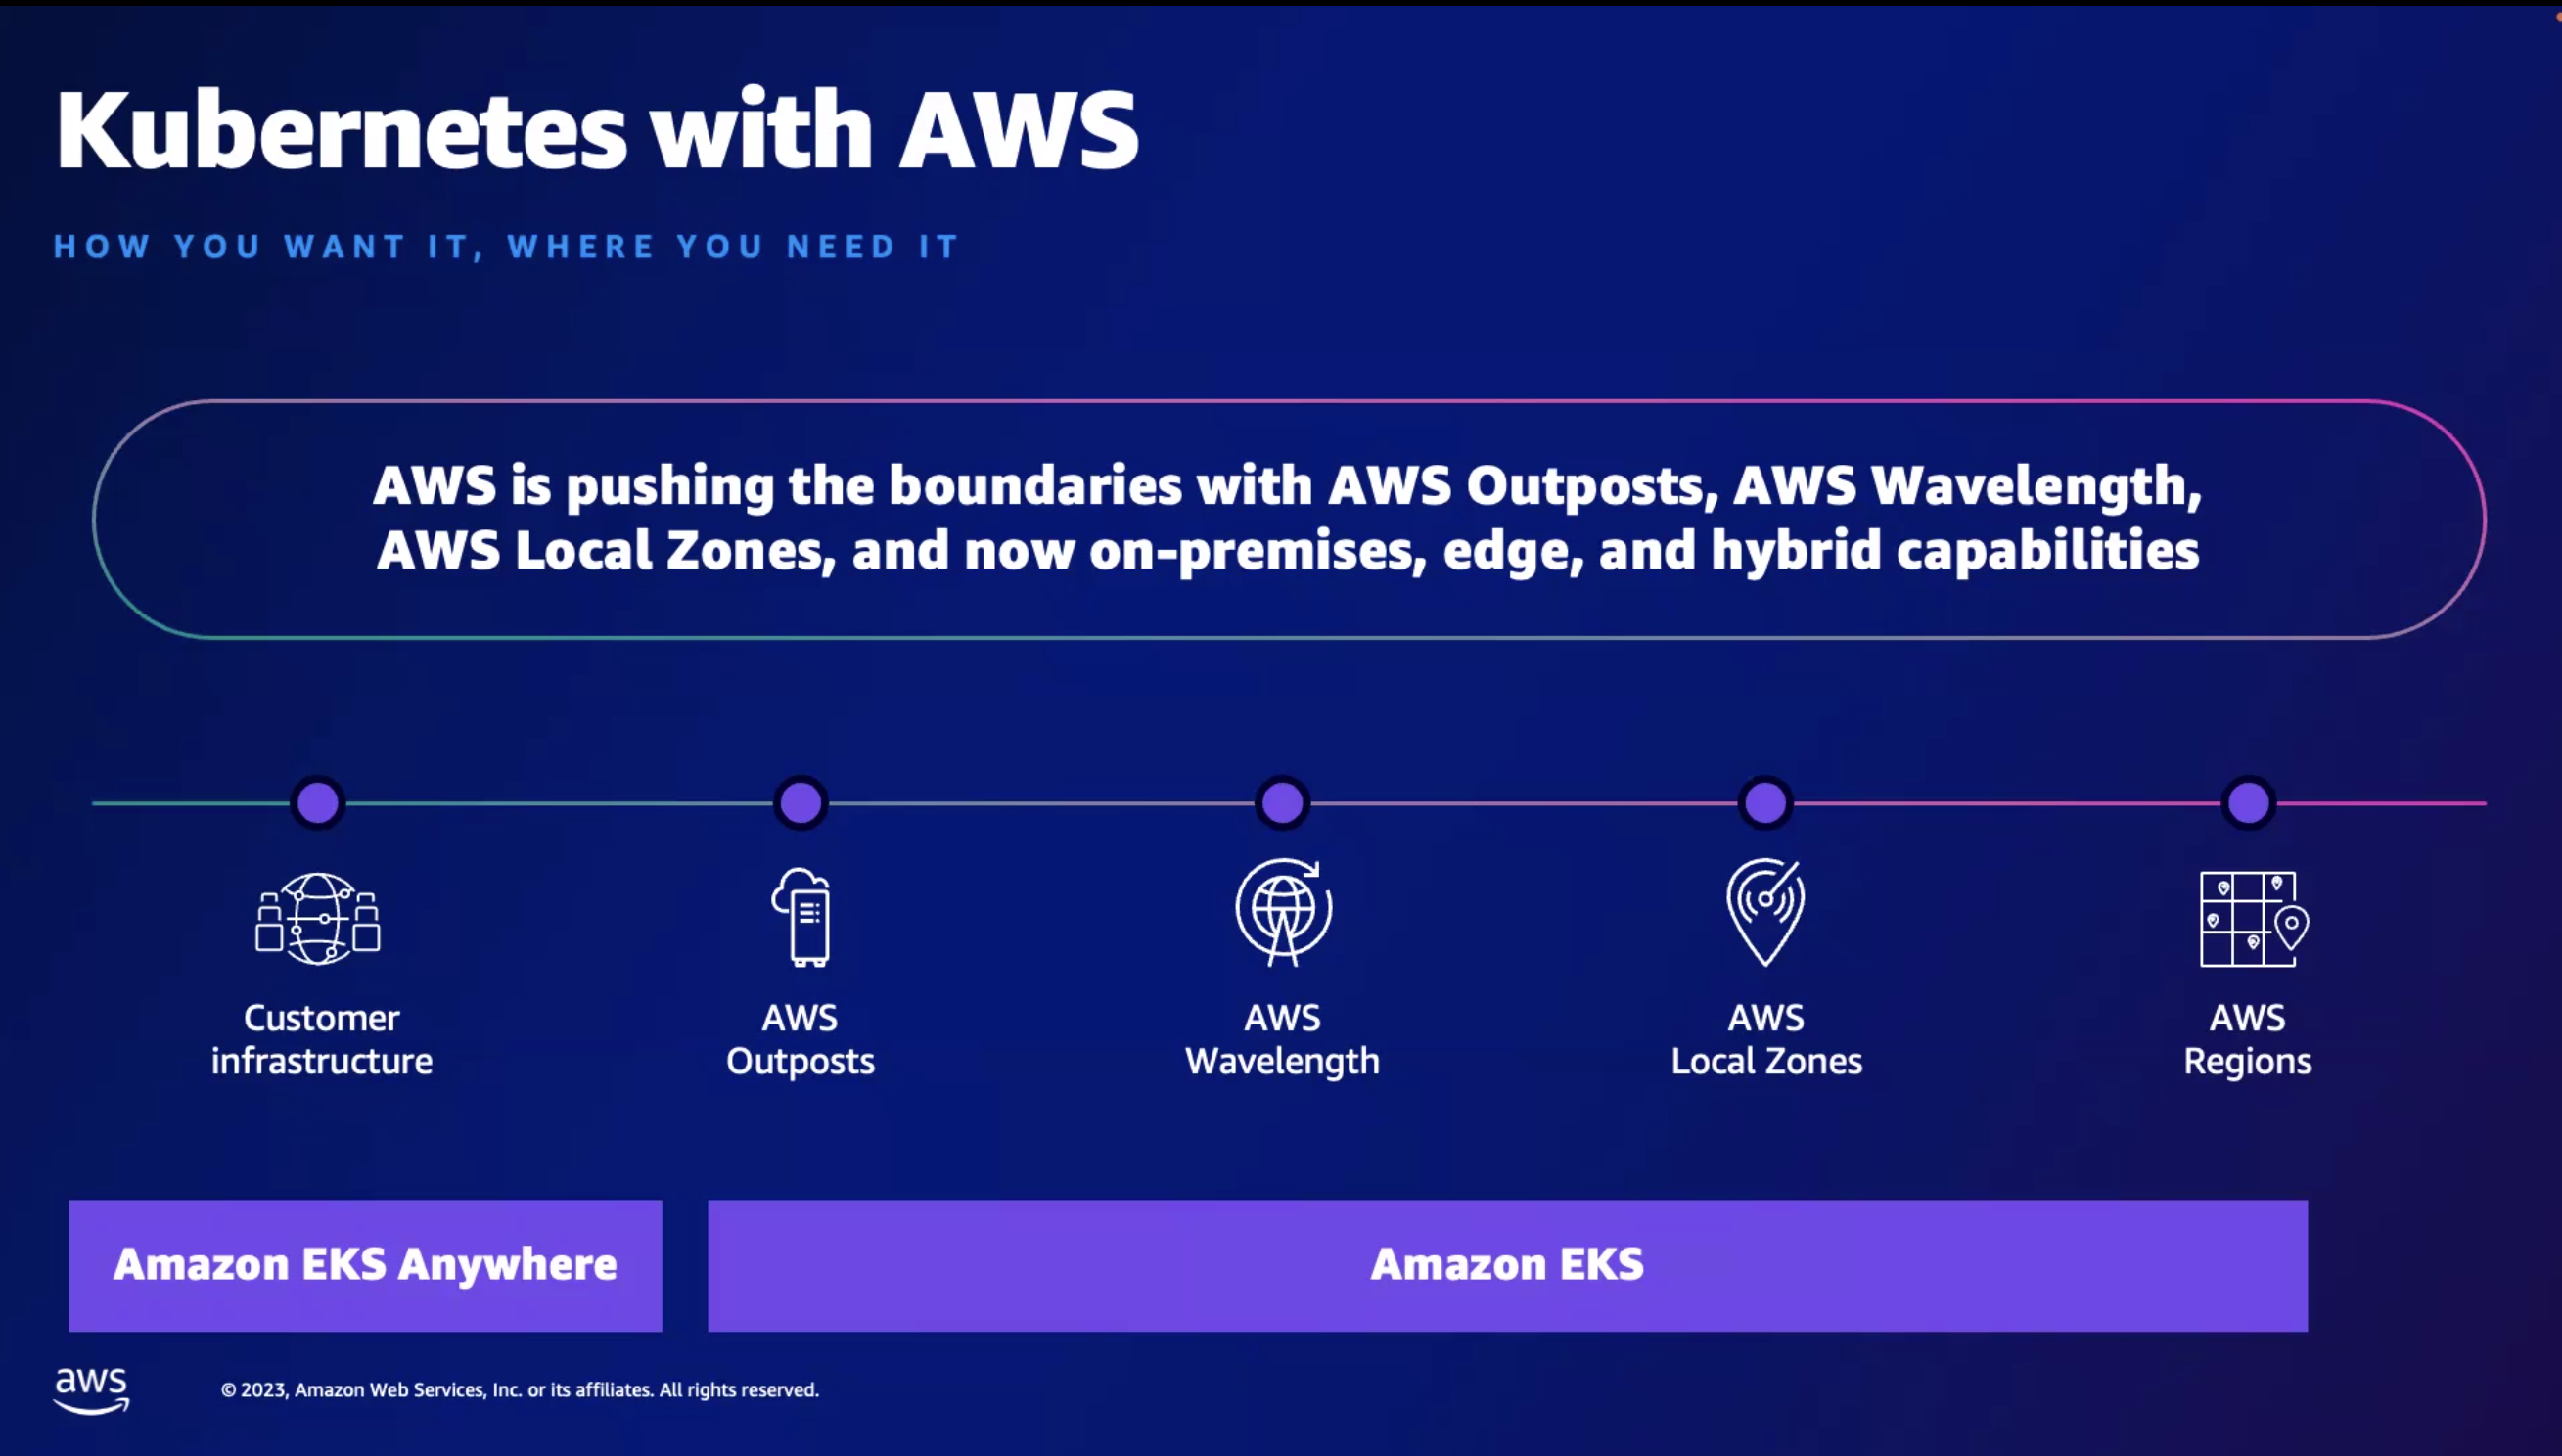 Kubernetes with AWS
HOW YOU WANT IT, WHERE YOU NEED IT
AWS is pushing the boundaries with AWS Outposts, AWS Wavelength,
AWS Local Zones, and now on-premises, edge, and hybrid capabilities
Customer
infrastructure
AWS
Outposts
AWS
Wavelength
AWS
Local Zones
AWS
Regions
Amazon EKS Anywhere
Amazon EKS
aws
© 2023, Amazon Web Services, Inc. or its affiliates. All rights reserved.